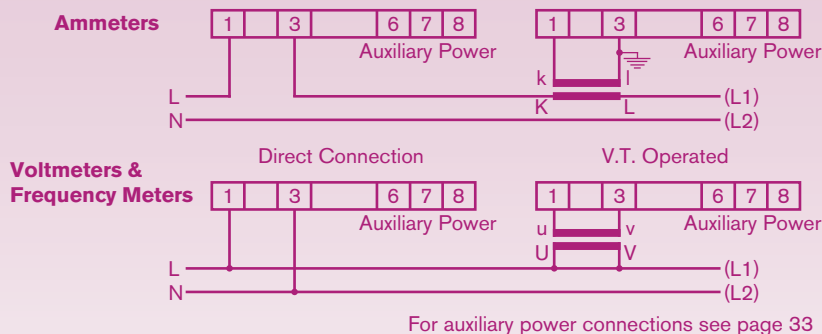 Ammeters
1 3 6 7 8 1 3 6 7 8
Auxiliary Power Auxiliary Power
k l
L K L (L1)
N (L2)
Direct Connection V.T. Operated
Voltmeters &
Frequency Meters
1 3 6 7 8 1 3 6 7 8
Auxiliary Power Auxiliary Power
u v
U V
L (L1)
N (L2)
For auxiliary power connections see page 33